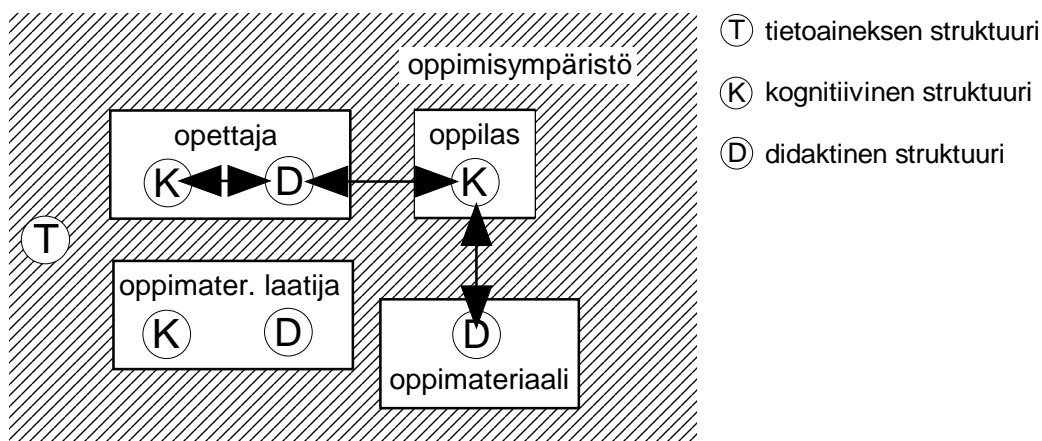 oppimisympäristö
opettaja
K D
oppilas
K
T
oppimater. laatija
K D
D
oppimateriaali
T tietoaineksen struktuuri
K kognitiivinen struktuuri
D didaktinen struktuuri